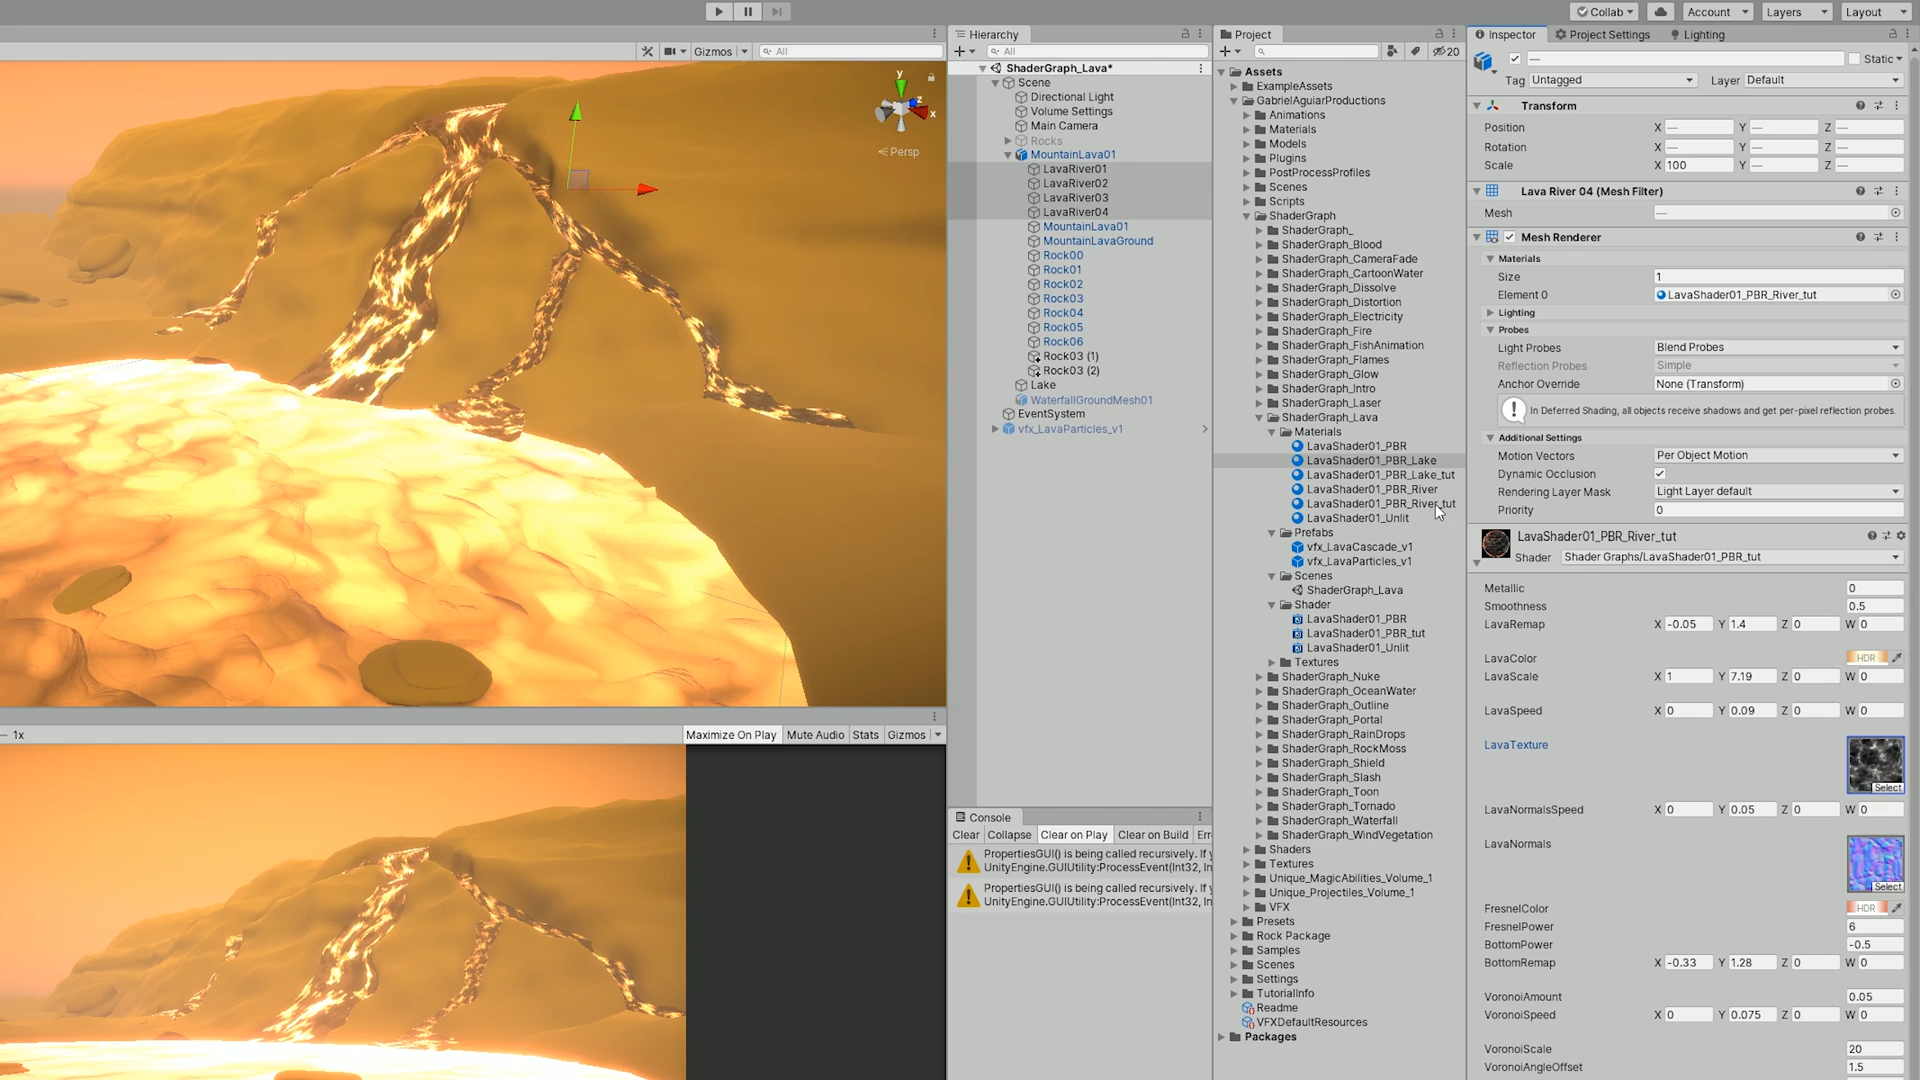 Collab
Account
Layers
Layout
Gizmos
All
y
z
x
Persp
1x
Maximize On Play
Mute Audio
Stats
Gizmos
Hierarchy
All
ShaderGraph_Lava*
Scene
Directional Light
Volume Settings
Main Camera
Rocks
MountainLava01
LavaRiver01
LavaRiver02
LavaRiver03
LavaRiver04
MountainLava01
MountainLavaGround
Rock00
Rock01
Rock02
Rock03
Rock04
Rock05
Rock06
Rock03 (1)
Rock03 (2)
Lake
WaterfallGroundMesh01
EventSystem
vfx_LavaParticles_v1
Console
Clear Collapse Clear on Play Clear on Build Err
PropertiesGUI() is being called recursively. If y
UnityEngine.GUIUtility:ProcessEvent(Int32, In
PropertiesGUI() is being called recursively. If y
UnityEngine.GUIUtility:ProcessEvent(Int32, In
Project
20
Assets
ExampleAssets
GabrielAguiarProductions
Animations
Materials
Models
Plugins
PostProcessProfiles
Scenes
Scripts
ShaderGraph
ShaderGraph_
ShaderGraph_Blood
ShaderGraph_CameraFade
ShaderGraph_CartoonWater
ShaderGraph_Dissolve
ShaderGraph_Distortion
ShaderGraph_Electricity
ShaderGraph_Fire
ShaderGraph_FishAnimation
ShaderGraph_Flames
ShaderGraph_Glow
ShaderGraph_Intro
ShaderGraph_Laser
ShaderGraph_Lava
Materials
LavaShader01_PBR
LavaShader01_PBR_Lake
LavaShader01_PBR_Lake_tut
LavaShader01_PBR_River
LavaShader01_PBR_River_tut
LavaShader01_Unlit
Prefabs
vfx_LavaCascade_v1
vfx_LavaParticles_v1
Scenes
ShaderGraph_Lava
Shader
LavaShader01_PBR
LavaShader01_PBR_tut
LavaShader01_Unlit
Textures
ShaderGraph_Nuke
ShaderGraph_OceanWater
ShaderGraph_Outline
ShaderGraph_Portal
ShaderGraph_RainDrops
ShaderGraph_RockMoss
ShaderGraph_Shield
ShaderGraph_Slash
ShaderGraph_Toon
ShaderGraph_Tornado
ShaderGraph_Waterfall
ShaderGraph_WindVegetation
Shaders
Textures
Unique_MagicAbilities_Volume_1
Unique_Projectiles_Volume_1
VFX
Presets
Rock Package
Samples
Scenes
Settings
TutorialInfo
Readme
VFXDefaultResources
Packages
Inspector
Project Settings
Lighting
—
Static
Tag Untagged
Layer Default
Transform
Position X — Y — Z —
Rotation X — Y — Z —
Scale X 100 Y — Z —
Lava River 04 (Mesh Filter)
Mesh —
Mesh Renderer
Materials
Size 1
Element 0 LavaShader01_PBR_River_tut
Lighting
Probes
Light Probes Blend Probes
Reflection Probes Simple
Anchor Override None (Transform)
In Deferred Shading, all objects receive shadows and get per-pixel reflection probes.
Additional Settings
Motion Vectors Per Object Motion
Dynamic Occlusion
Rendering Layer Mask Light Layer default
Priority 0
LavaShader01_PBR_River_tut
Shader Shader Graphs/LavaShader01_PBR_tut
Metallic 0
Smoothness 0.5
LavaRemap X -0.05 Y 1.4 Z 0 W 0
LavaColor HDR
LavaScale X 1 Y 7.19 Z 0 W 0
LavaSpeed X 0 Y 0.09 Z 0 W 0
LavaTexture
Select
LavaNormalsSpeed X 0 Y 0.05 Z 0 W 0
LavaNormals
Select
FresnelColor HDR
FresnelPower 6
BottomPower -0.5
BottomRemap X -0.33 Y 1.28 Z 0 W 0
VoronoiAmount 0.05
VoronoiSpeed X 0 Y 0.075 Z 0 W 0
VoronoiScale 20
VoronoiAngleOffset 1.5